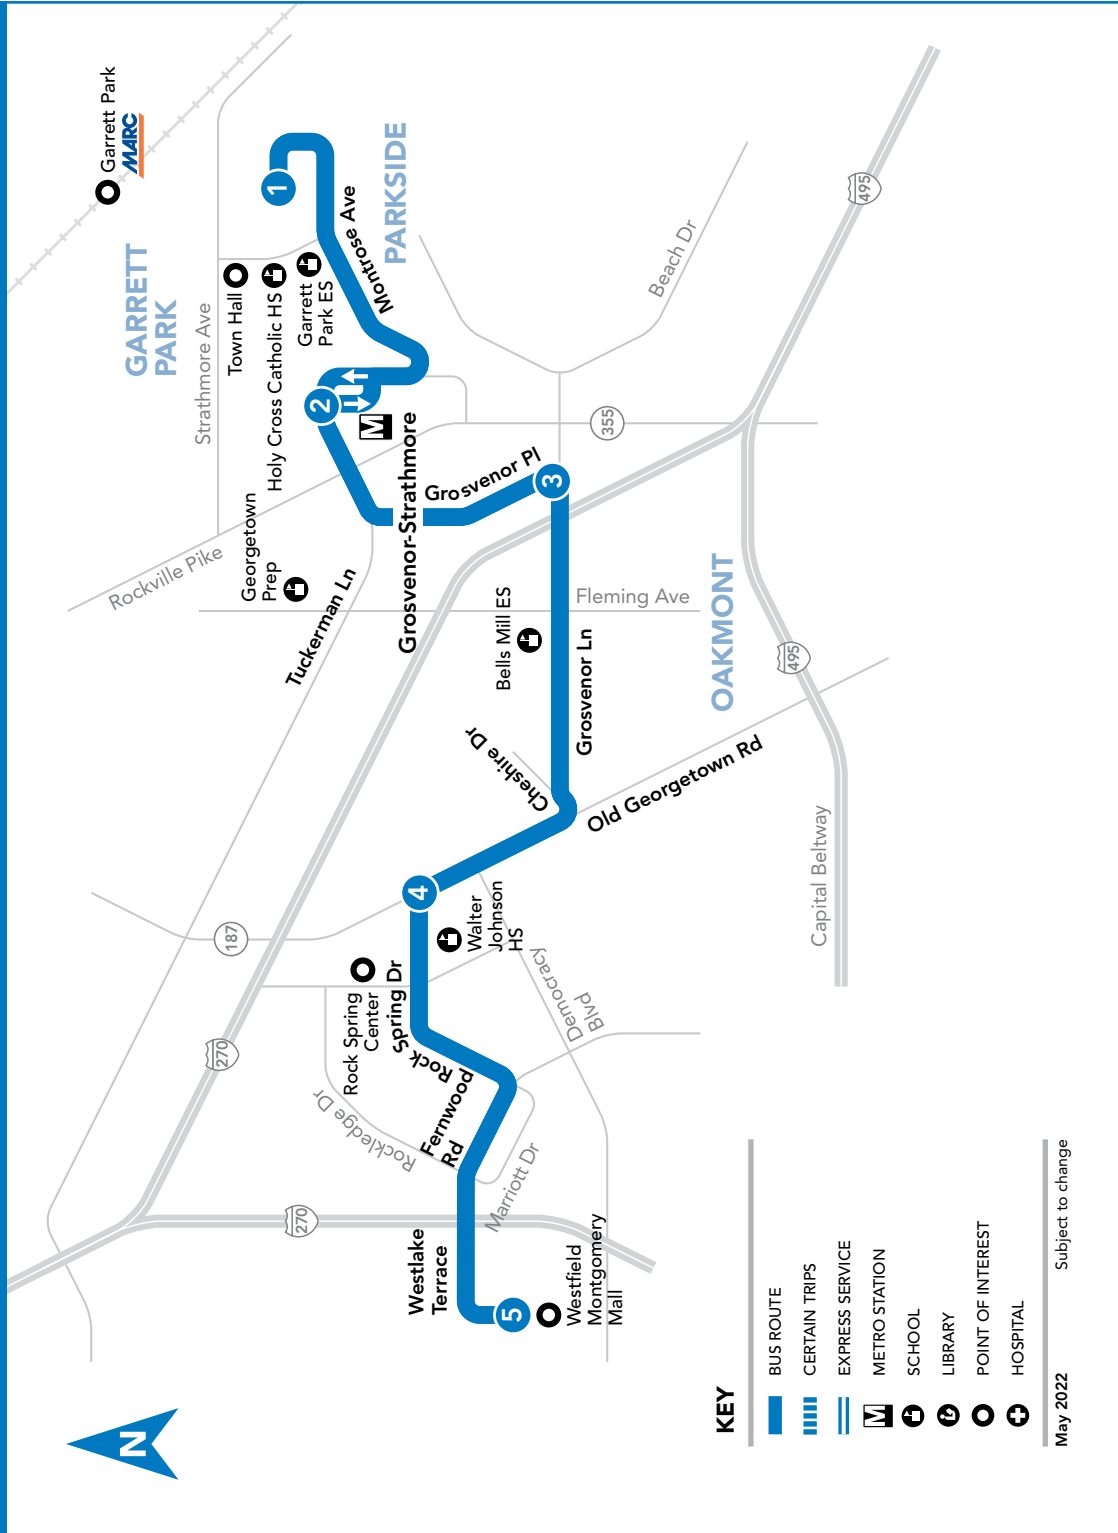 N
GARRETT
PARK
Garrett Park
MARC
Strathmore Ave
Town Hall
Holy Cross Catholic HS
Garrett
Park ES
Montrose Ave
PARKSIDE
1
2
M
Grosvenor-Strathmore
Grosvenor Pl
3
355
Beach Dr
495
Rockville Pike
Georgetown
Prep
Tuckerman Ln
Bells Mill ES
Fleming Ave
Grosvenor Ln
OAKMONT
495
Cheshire Dr
Old Georgetown Rd
Capital Beltway
4
187
Walter
Johnson
HS
Rock Spring
Center
Rock Spring Dr
Democracy
Blvd
270
Rockledge Dr
Fernwood
Rd
Marriott Dr
270
Westlake
Terrace
5
Westfield
Montgomery
Mall
KEY
BUS ROUTE
CERTAIN TRIPS
EXPRESS SERVICE
M
METRO STATION
SCHOOL
LIBRARY
POINT OF INTEREST
HOSPITAL
May 2022
Subject to change